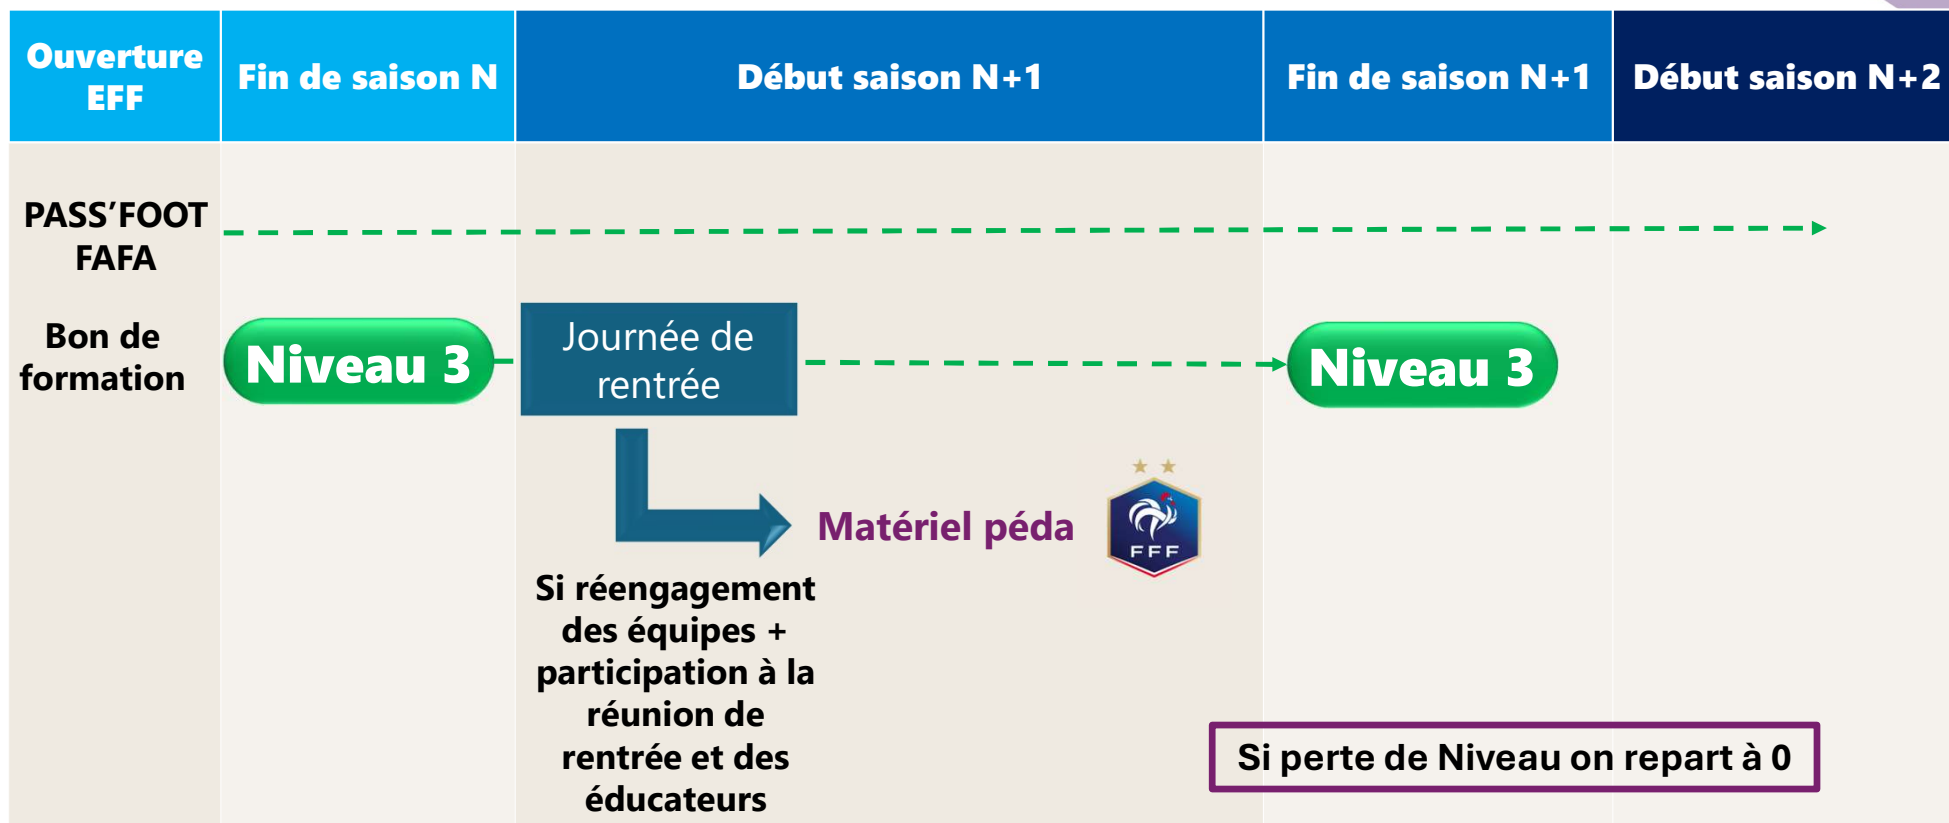 Ouverture
EFF
Fin de saison N
Début saison N+1
Fin de saison N+1
Début saison N+2
PASS’FOOT
FAFA
Bon de
formation
Niveau 3
Journée de
rentrée
Niveau 3
Matériel péda
FFF
Si réengagement
des équipes +
participation à la
réunion de
rentrée et des
éducateurs
Si perte de Niveau on repart à 0